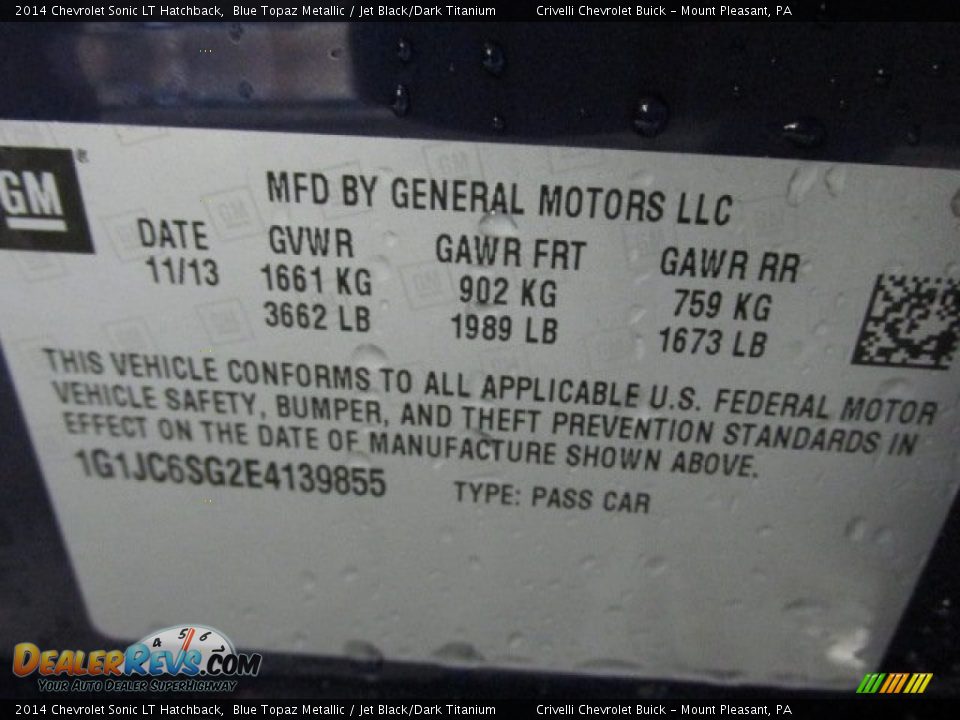 2014 Chevrolet Sonic LT Hatchback,  Blue Topaz Metallic / Jet Black/Dark Titanium     Crivelli Chevrolet Buick – Mount Pleasant, PA
GM ®
MFD BY GENERAL MOTORS LLC
DATE GVWR GAWR FRT GAWR RR
11/13 1661 KG 902 KG 759 KG
3662 LB 1989 LB 1673 LB
THIS VEHICLE CONFORMS TO ALL APPLICABLE U.S. FEDERAL MOTOR
VEHICLE SAFETY, BUMPER, AND THEFT PREVENTION STANDARDS IN
EFFECT ON THE DATE OF MANUFACTURE SHOWN ABOVE.
1G1JC6SG2E4139855 TYPE: PASS CAR
4 5 6
DEALERREVS.COM
YOUR AUTO DEALER SUPERHIGHWAY
2014 Chevrolet Sonic LT Hatchback,  Blue Topaz Metallic / Jet Black/Dark Titanium     Crivelli Chevrolet Buick – Mount Pleasant, PA